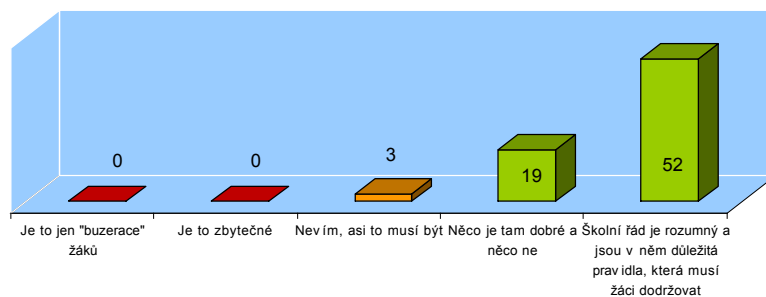 0
0
3
19
52
Je to jen "buzerace"
žáků
Je to zbytečné
Nevím, asi to musí být
Něco je tam dobré a
něco ne
Školní řád je rozumný a
jsou v něm důležitá
pravidla, která musí
žáci dodržovat